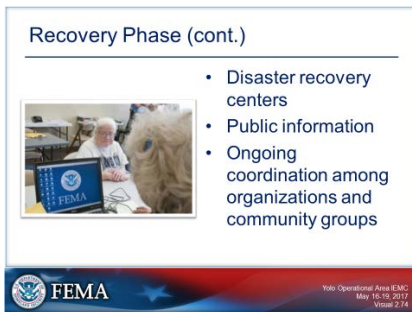 Recovery Phase (cont.)
• Disaster recovery
centers
• Public information
• Ongoing
coordination among
organizations and
community groups
FEMA
FEMA
Yolo Operational Area IEMC
May 16-19, 2017
Visual 2.74